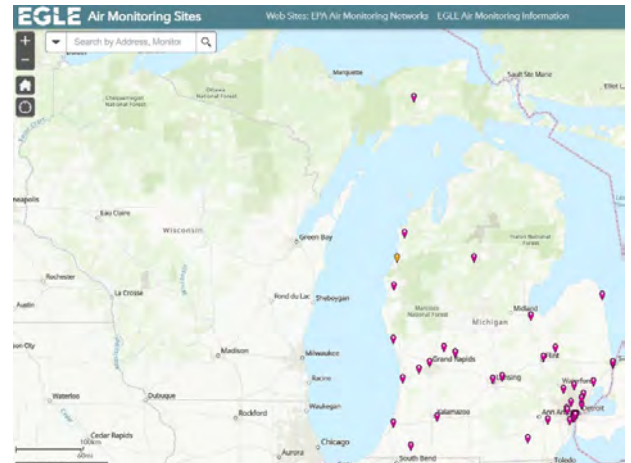 EGLE Air Monitoring Sites
Web Sites: EPA Air Monitoring Networks EGLE Air Monitoring Information
+
Search by Address, Monitor
−
Marquette
Sault Ste Marie
Elliot L
Chequamegon
National Forest
Ottawa
National Forest
Eau Claire
Wisconsin
Green Bay
Huron National
Forest
Rochester
La Crosse
Fond du Lac
Sheboygan
Manistee
National Forest
Midland
Austin
Michigan
Madison
Milwaukee
Grand Rapids
Flint
Racine
Lansing
Waterford
Waterloo
Dubuque
Rockford
Waukegan
Kalamazoo
Ann Ar
Detroit
100km
60mi
Cedar Rapids
Aurora
Chicago
South Bend
Toledo